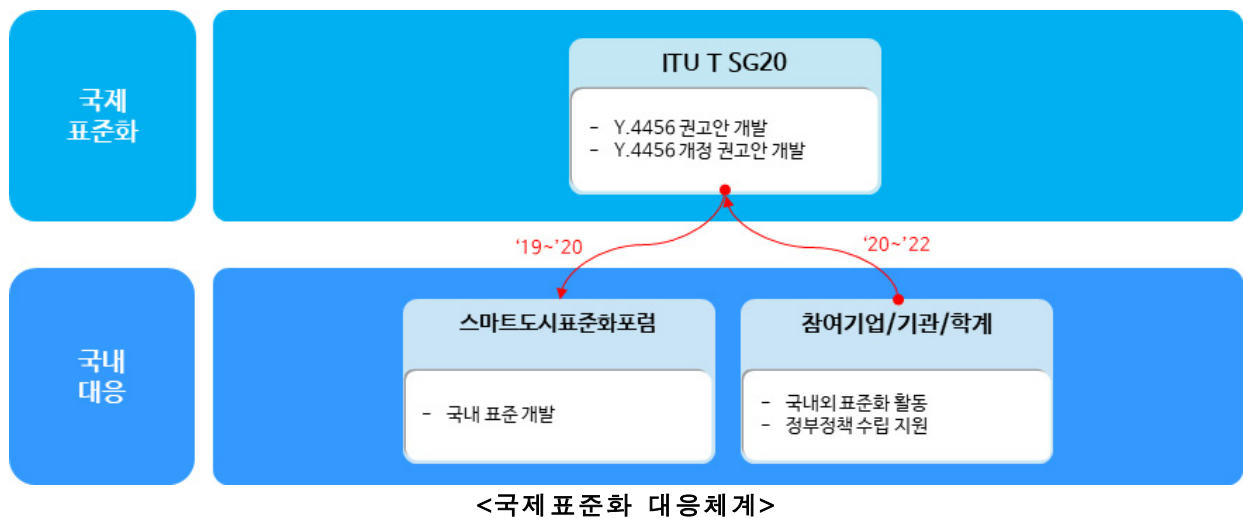 국제
표준화
ITU T SG20
- Y.4456 권고안 개발
- Y.4456 개정 권고안 개발
'19~'20
'20~'22
국내
대응
스마트도시표준화포럼
- 국내 표준 개발
참여기업/기관/학계
- 국내외 표준화 활동
- 정부정책 수립 지원
<국제표준화 대응체계>